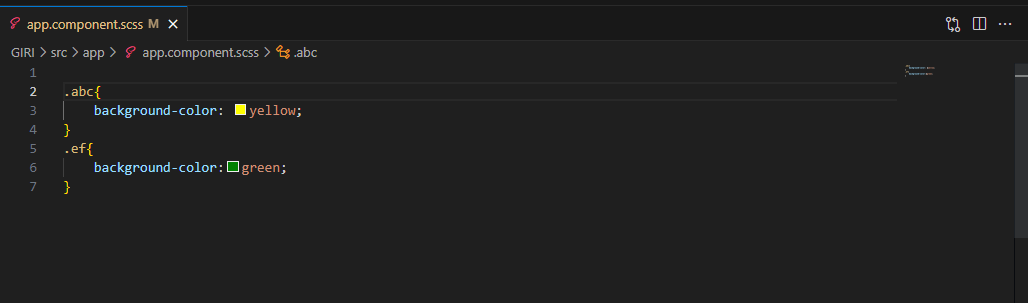 app.component.scss M
GIRI > src > app > app.component.scss > .abc
1
2 .abc{
3 background-color: yellow;
4 }
5 .ef{
6 background-color:green;
7 }